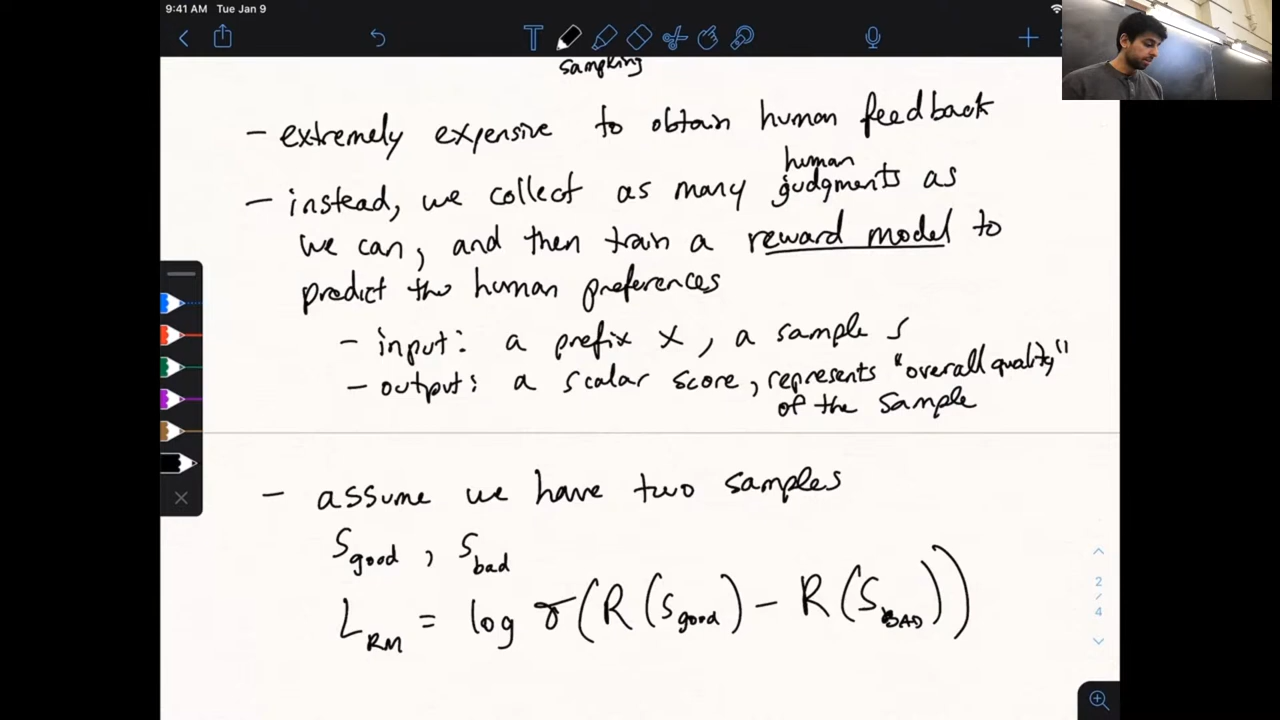 9:41 AM Tue Jan 9
T
sampling
- extremely expensive to obtain human feedback
human
- instead, we collect as many judgments as
we can, and then train a reward model to
predict the human preferences
- input: a prefix x, a sample s
- output: a scalar score, represents "overall quality"
of the sample
- assume we have two samples
S_good, S_bad
L_RM = log σ(R(S_good) - R(S_BAD))
2
/
4